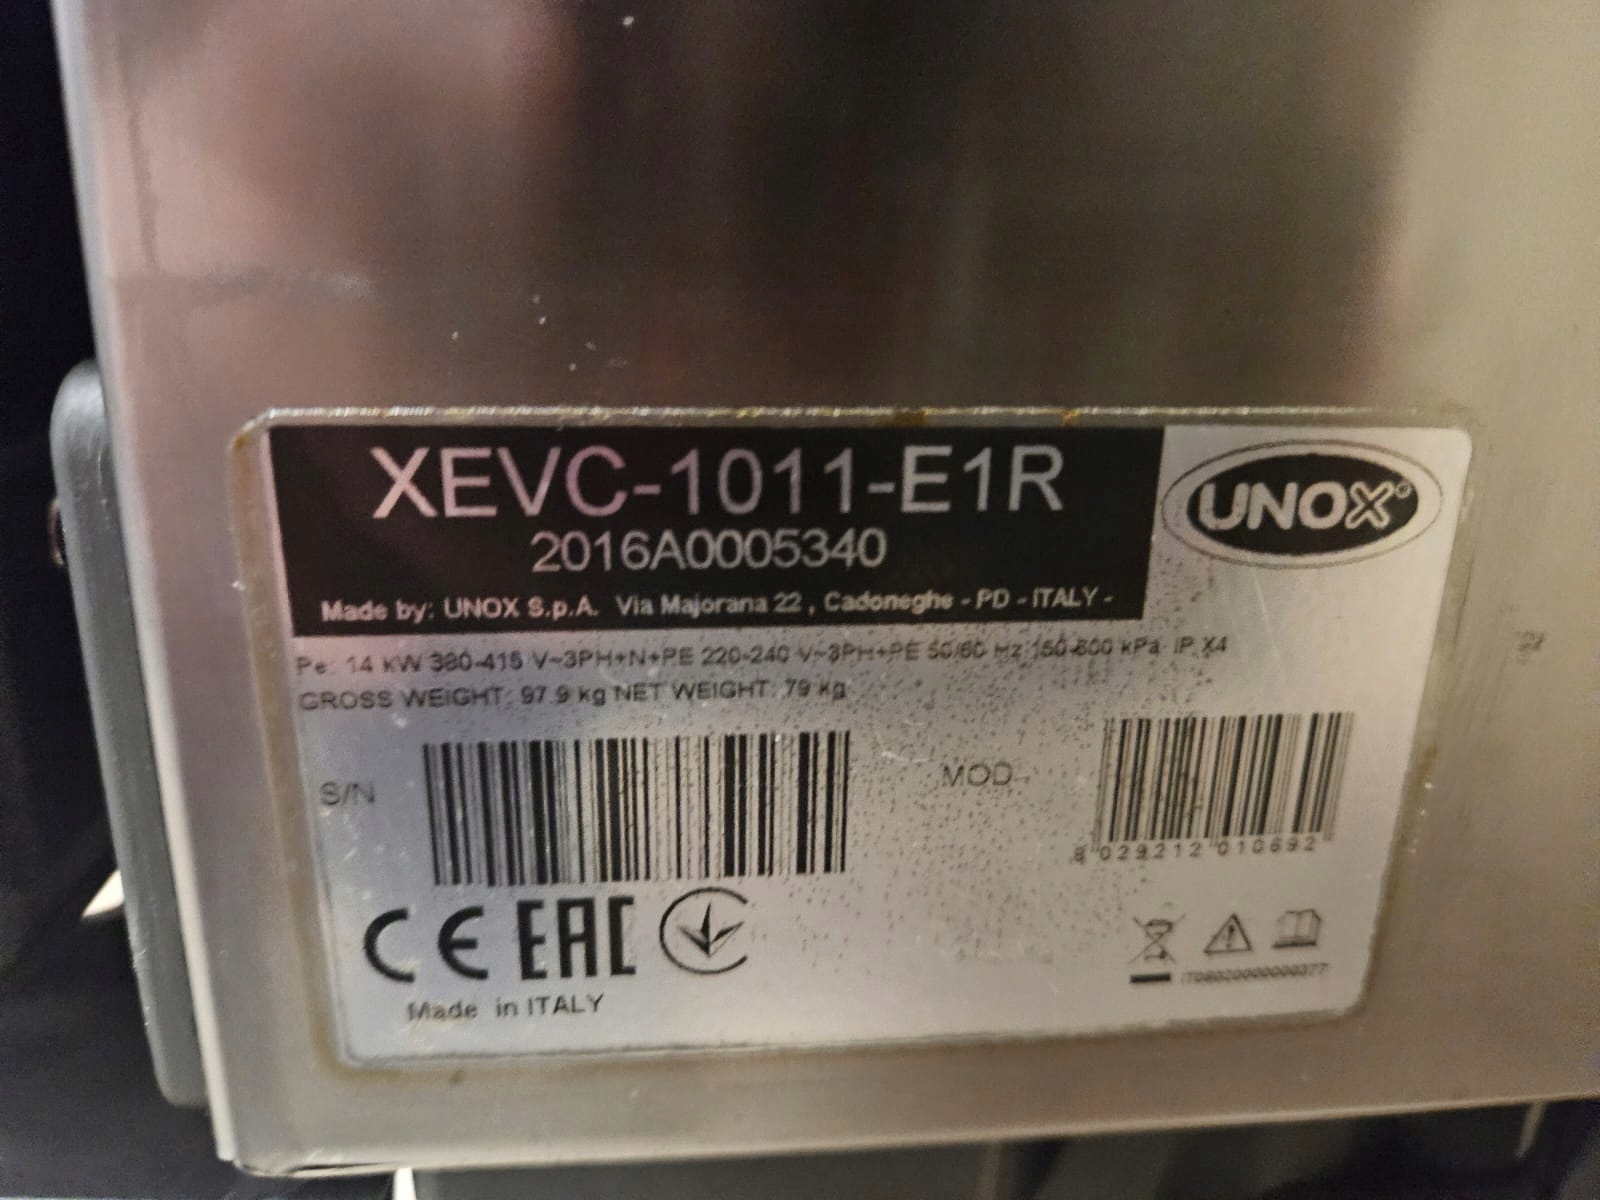 XEVC-1011-E1R
UNOX
2016A0005340
Made by: UNOX S.p.A. Via Majorana 22 , Cadoneghe - PD - ITALY -
Pe: 14 kW 380-415 V~3PH+N+PE 220-240 V~3PH+PE 50/60 Hz 150-600 kPa IP X4
GROSS WEIGHT: 97.9 kg NET WEIGHT: 79 kg
S/N
MOD
8 029212 010692
CE EAC
Made in ITALY